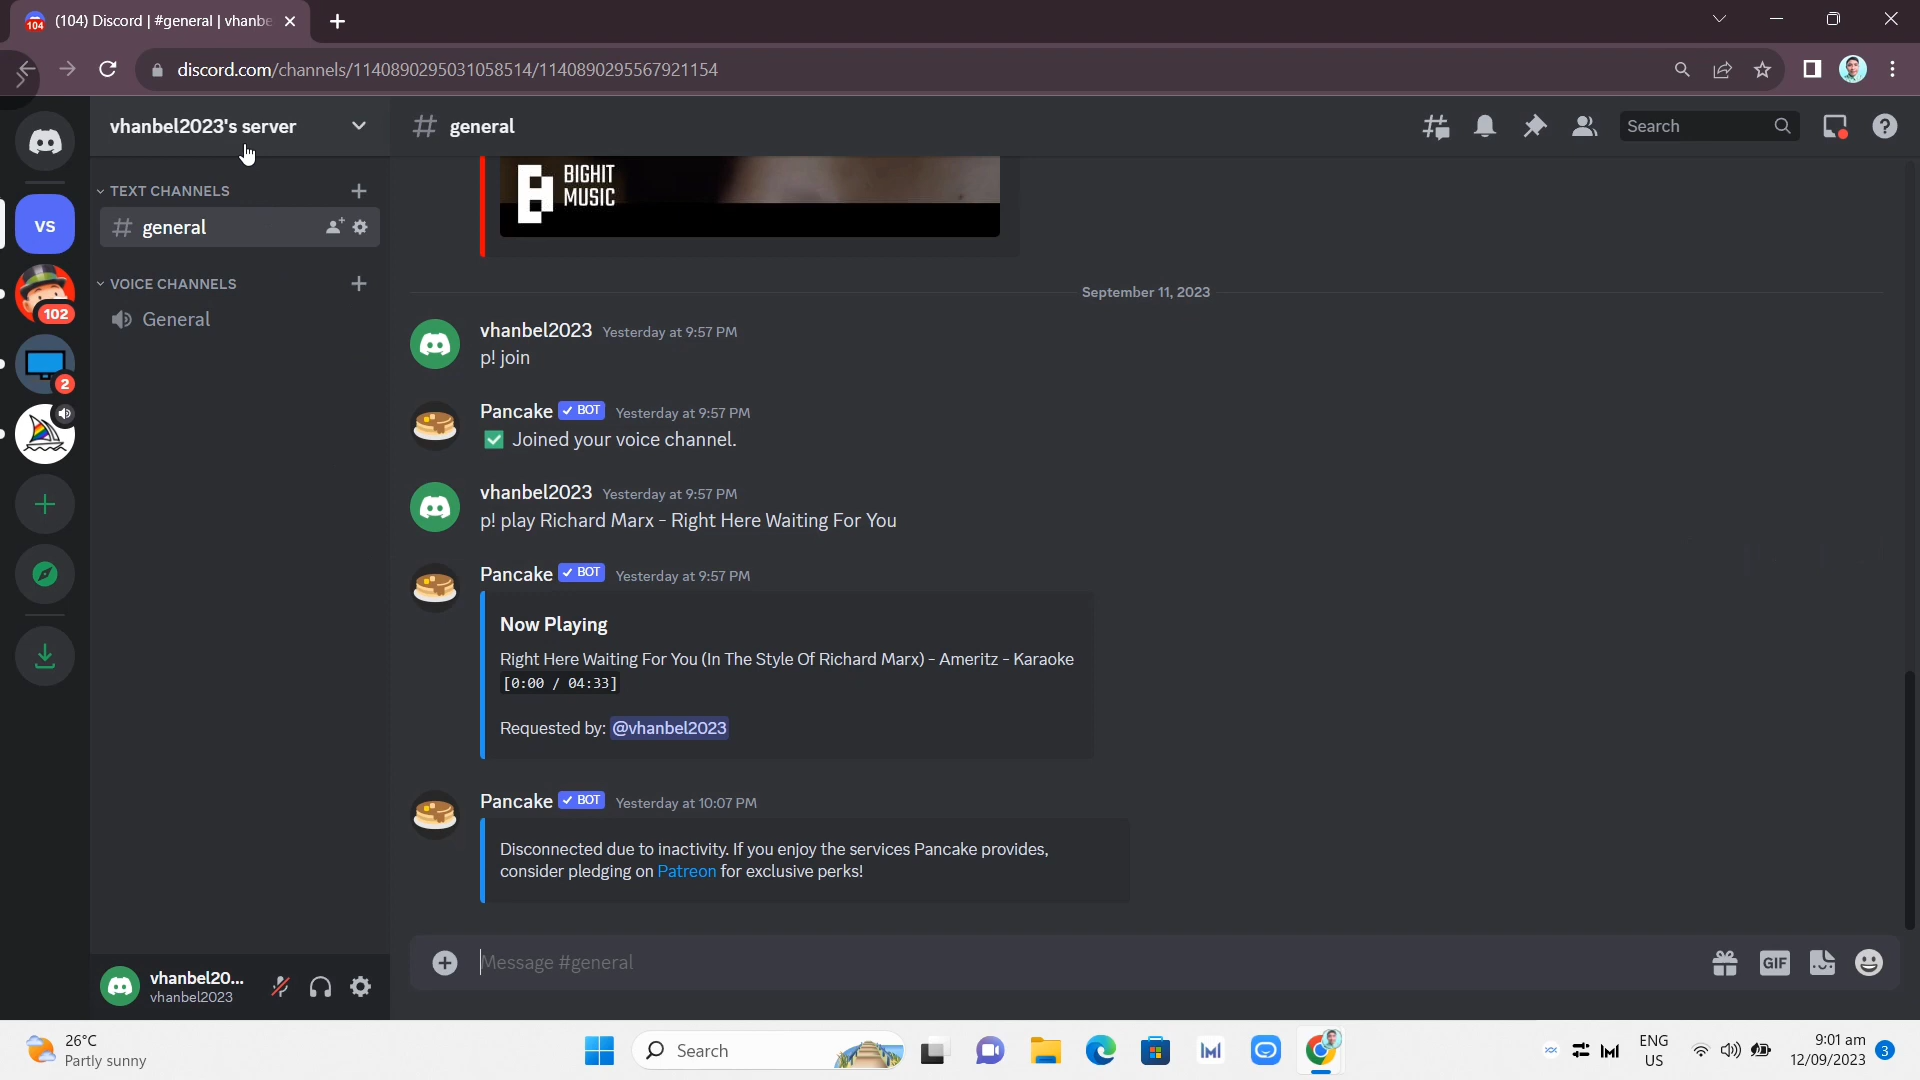 (104) Discord | #general | vhanbe
104
discord.com/channels/1140890295031058514/1140890295567921154
vhanbel2023's server
# general
Search
TEXT CHANNELS
# general
VOICE CHANNELS
General
VS
102
2
BIGHIT
MUSIC
September 11, 2023
vhanbel2023 Yesterday at 9:57 PM
p! join
Pancake BOT Yesterday at 9:57 PM
Joined your voice channel.
vhanbel2023 Yesterday at 9:57 PM
p! play Richard Marx - Right Here Waiting For You
Pancake BOT Yesterday at 9:57 PM
Now Playing
Right Here Waiting For You (In The Style Of Richard Marx) - Ameritz - Karaoke
[0:00 / 04:33]
Requested by: @vhanbel2023
Pancake BOT Yesterday at 10:07 PM
Disconnected due to inactivity. If you enjoy the services Pancake provides,
consider pledging on Patreon for exclusive perks!
Message #general
GIF
vhanbel20...
vhanbel2023
26°C
Partly sunny
Search
ENG
US
9:01 am
12/09/2023
3